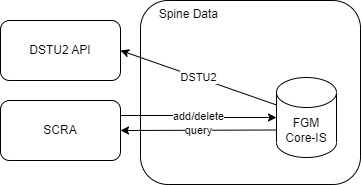 Spine Data
DSTU2 API
DSTU2
SCRA
add/delete
query
FGM
Core-IS